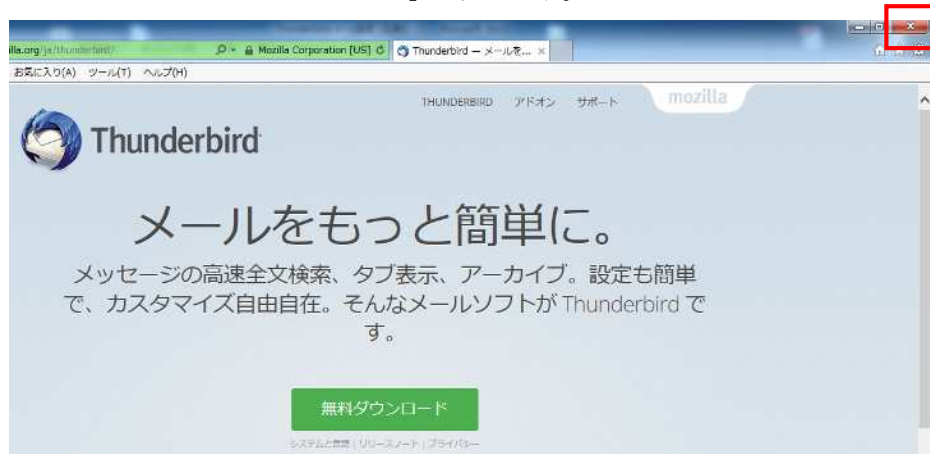 illa.org/ja/thunderbird/ Mozilla Corporation [US] Thunderbird — メールを... ×
お気に入り(A) ツール(T) ヘルプ(H)
THUNDERBIRD アドオン サポート mozilla
Thunderbird
メールをもっと簡単に。
メッセージの高速全文検索、タブ表示、アーカイブ。設定も簡単
で、カスタマイズ自由自在。そんなメールソフトが Thunderbird で
す。
無料ダウンロード
システムと言語 | リリースノート | プライバシー